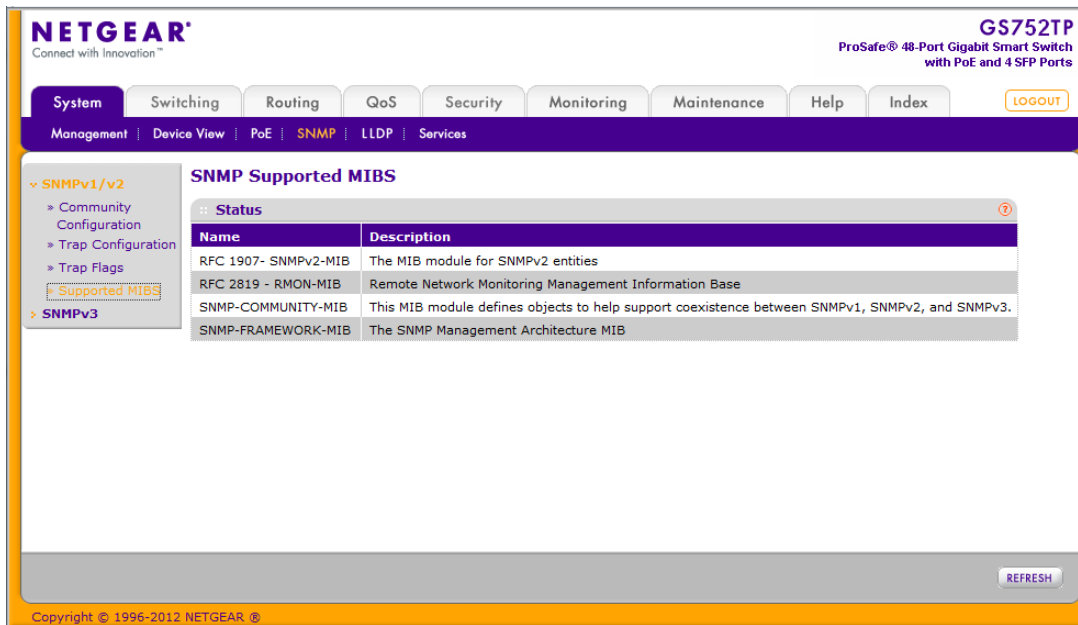 NETGEAR®
Connect with Innovation™
GS752TP
ProSafe® 48-Port Gigabit Smart Switch
with PoE and 4 SFP Ports
System Switching Routing QoS Security Monitoring Maintenance Help Index LOGOUT
Management Device View PoE SNMP LLDP Services
SNMPv1/v2
» Community
Configuration
» Trap Configuration
» Trap Flags
» Supported MIBS
SNMPv3
SNMP Supported MIBS
Status
Name Description
RFC 1907- SNMPv2-MIB The MIB module for SNMPv2 entities
RFC 2819 - RMON-MIB Remote Network Monitoring Management Information Base
SNMP-COMMUNITY-MIB This MIB module defines objects to help support coexistence between SNMPv1, SNMPv2, and SNMPv3.
SNMP-FRAMEWORK-MIB The SNMP Management Architecture MIB
REFRESH
Copyright © 1996-2012 NETGEAR ®